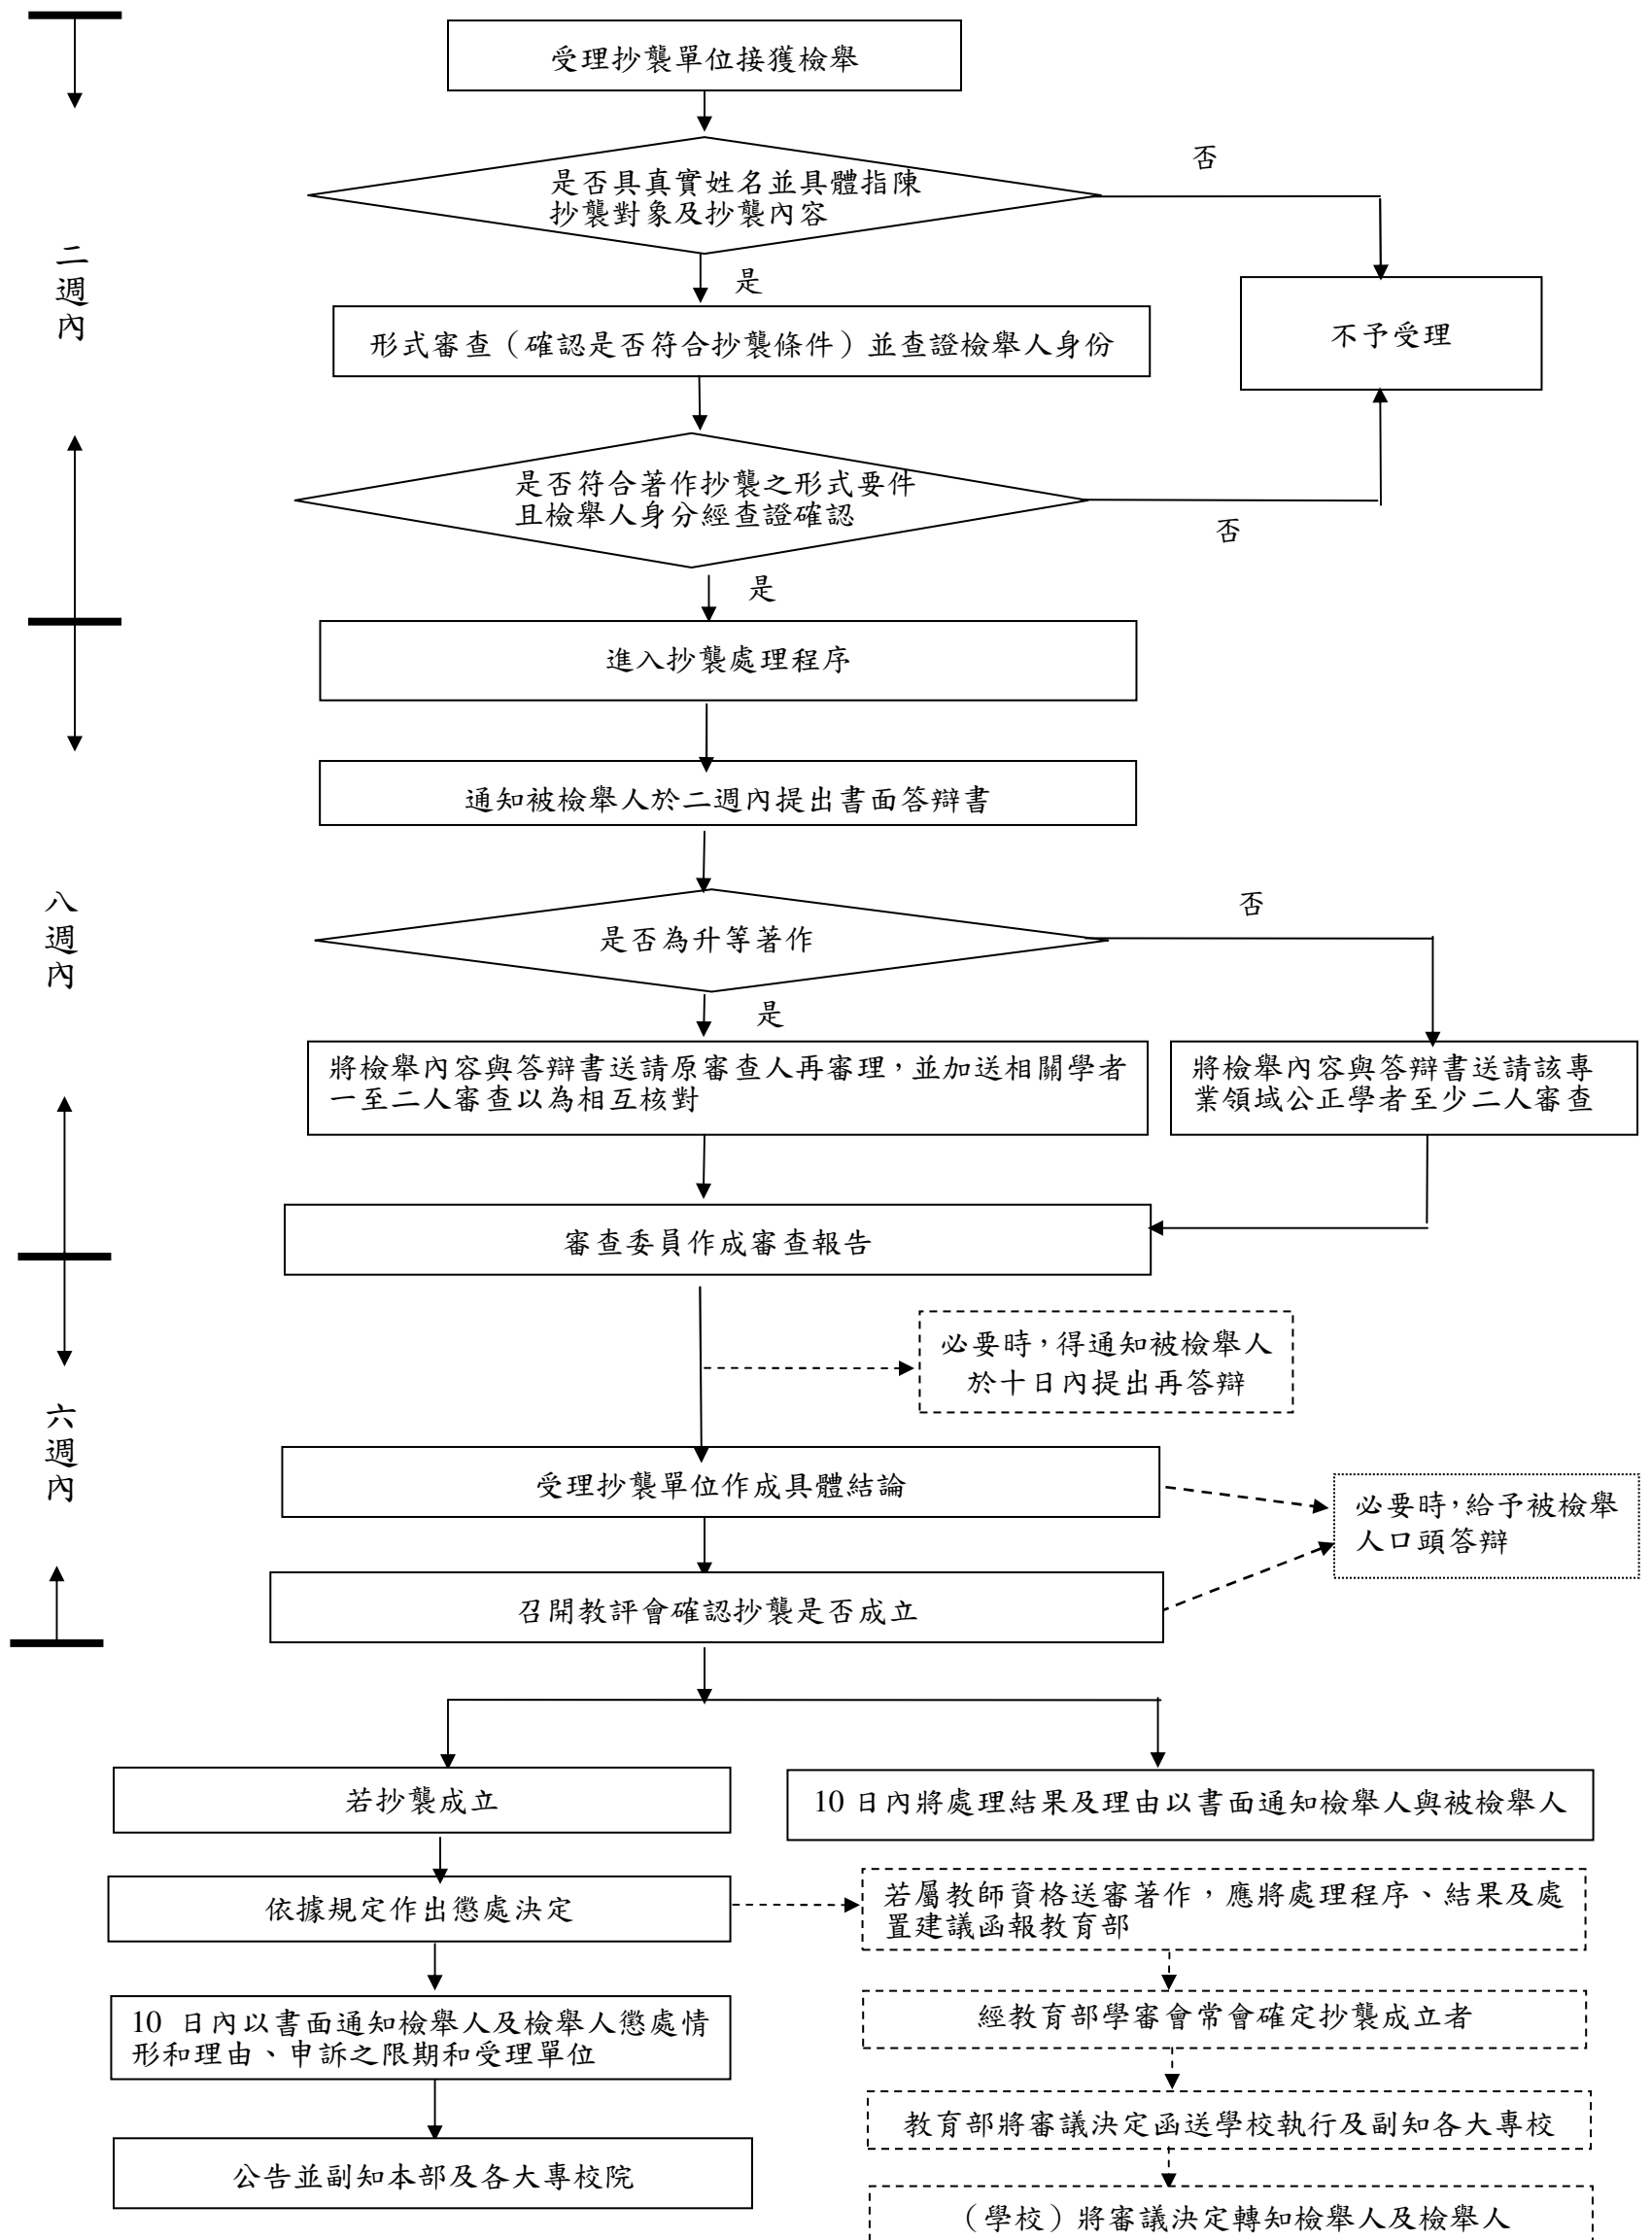 受理抄襲單位接獲檢舉
否
是否具真實姓名並具體指陳
抄襲對象及抄襲內容
二週內
是
形式審查（確認是否符合抄襲條件）並查證檢舉人身份
不予受理
是否符合著作抄襲之形式要件
且檢舉人身分經查證確認
否
是
進入抄襲處理程序
通知被檢舉人於二週內提出書面答辯書
八週內
否
是否為升等著作
是
將檢舉內容與答辯書送請原審查人再審理，並加送相關學者
一至二人審查以為相互核對
將檢舉內容與答辯書送請該專
業領域公正學者至少二人審查
審查委員作成審查報告
必要時，得通知被檢舉人
於十日內提出再答辯
六週內
受理抄襲單位作成具體結論
必要時，給予被檢舉
人口頭答辯
召開教評會確認抄襲是否成立
若抄襲成立
10 日內將處理結果及理由以書面通知檢舉人與被檢舉人
依據規定作出懲處決定
若屬教師資格送審著作，應將處理程序、結果及處
置建議函報教育部
10 日內以書面通知檢舉人及檢舉人懲處情
形和理由、申訴之限期和受理單位
經教育部學審會常會確定抄襲成立者
教育部將審議決定函送學校執行及副知各大專校
公告並副知本部及各大專校院
（學校）將審議決定轉知檢舉人及檢舉人